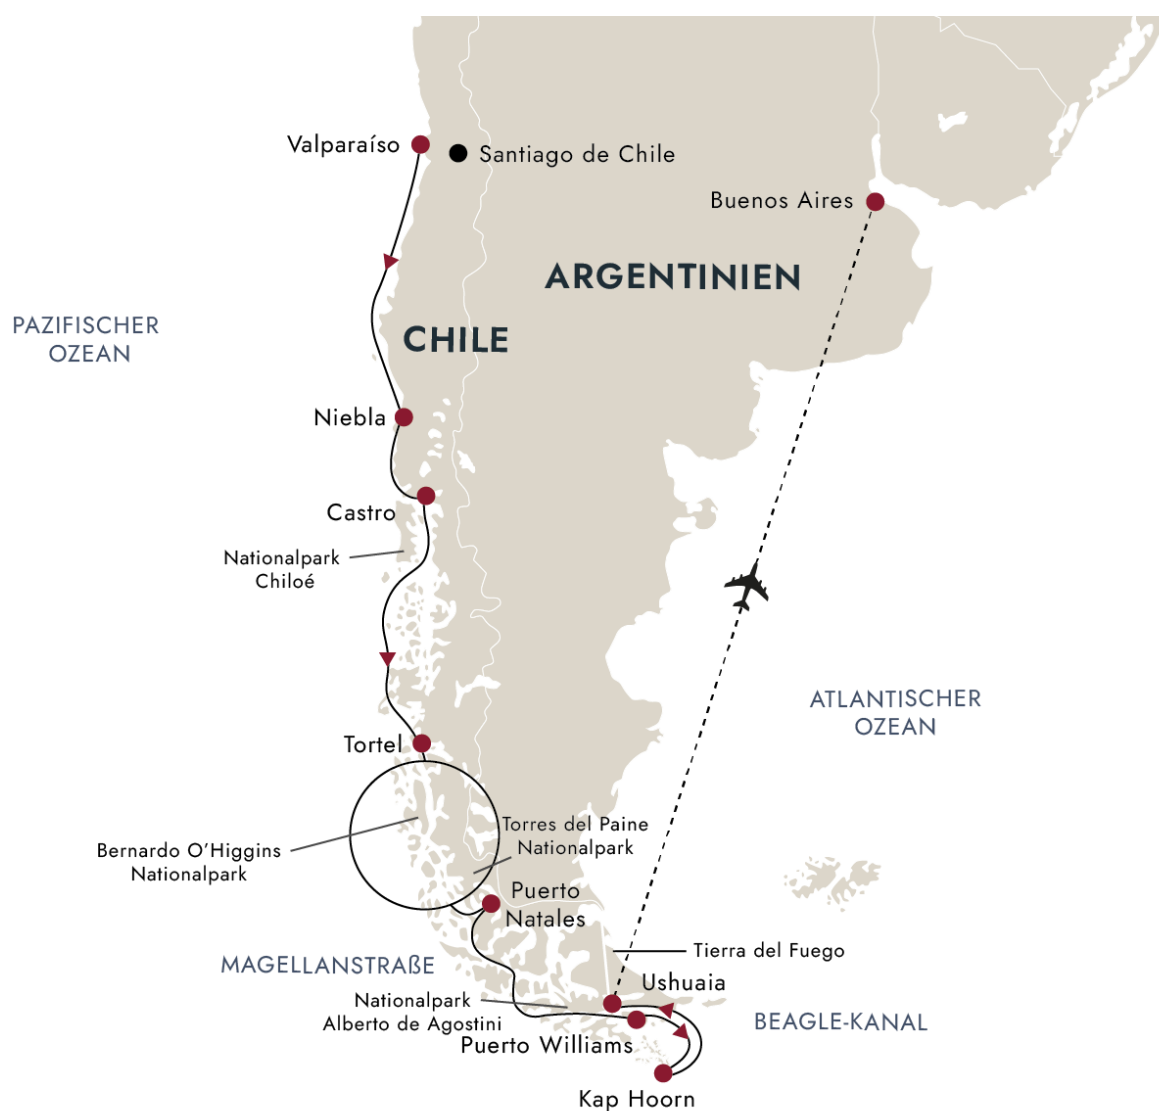 Valparaíso
Santiago de Chile
Buenos Aires
ARGENTINIEN
PAZIFISCHER
OZEAN
CHILE
Niebla
Castro
Nationalpark
Chiloé
ATLANTISCHER
OZEAN
Tortel
Torres del Paine
Nationalpark
Bernardo O’Higgins
Nationalpark
Puerto
Natales
Tierra del Fuego
MAGELLANSTRAßE
Ushuaia
Nationalpark
Alberto de Agostini
BEAGLE-KANAL
Puerto Williams
Kap Hoorn